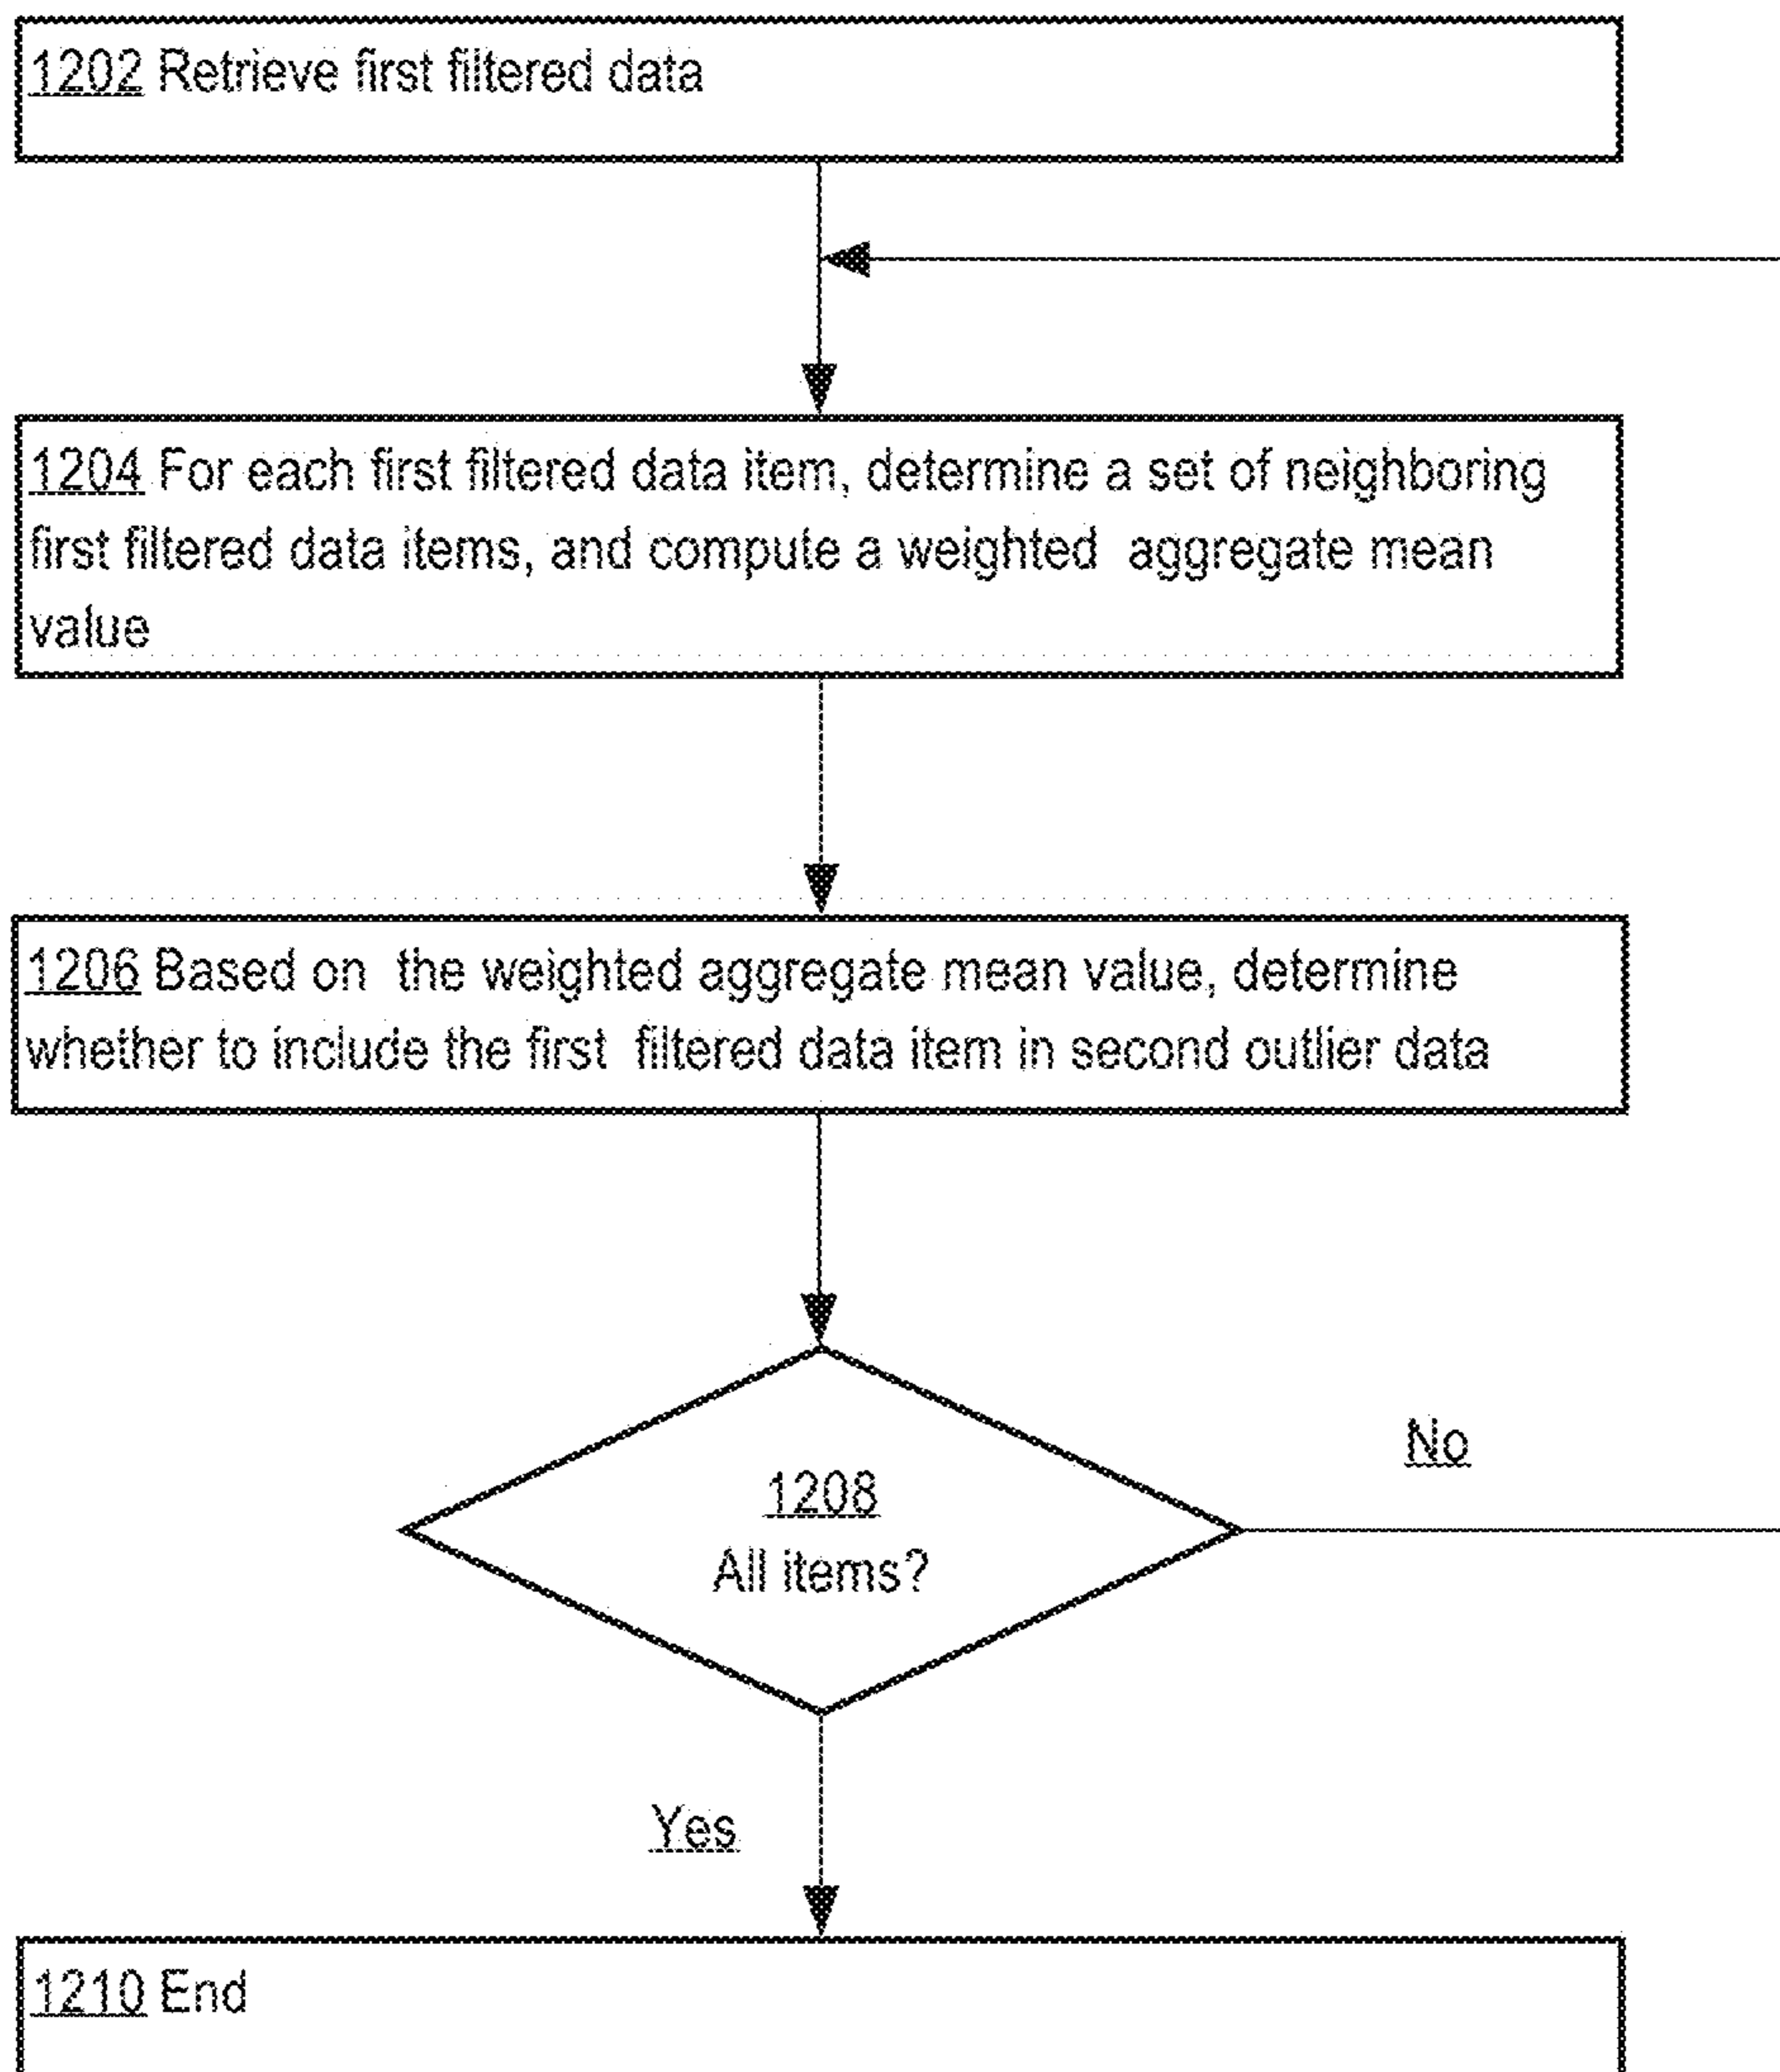 1202 Retrieve first filtered data
1204 For each first filtered data item, determine a set of neighboring
first filtered data items, and compute a weighted aggregate mean
value
1206 Based on the weighted aggregate mean value, determine
whether to include the first filtered data item in second outlier data
1208
All items?
No
Yes
1210 End